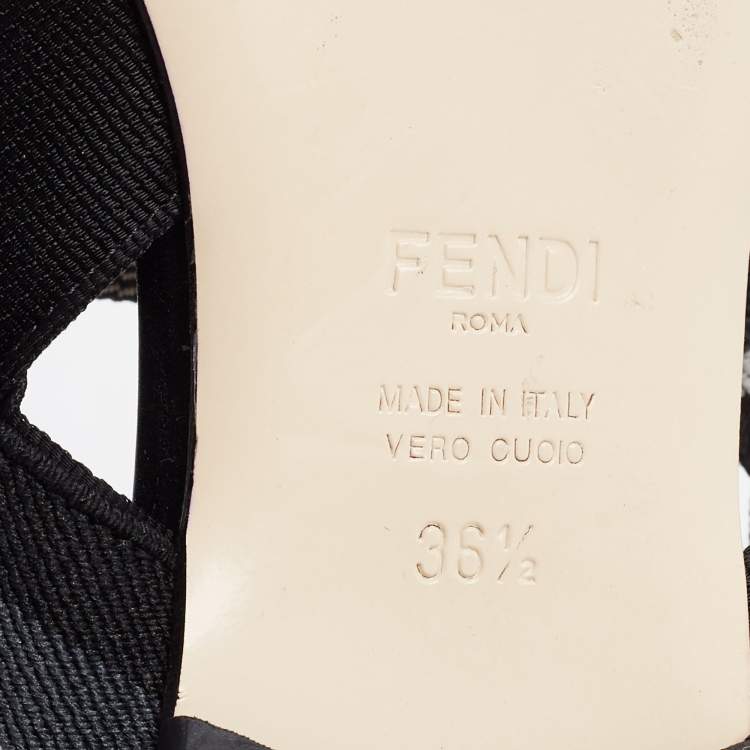 FENDI
ROMA
MADE IN ITALY
VERO CUOIO
36½